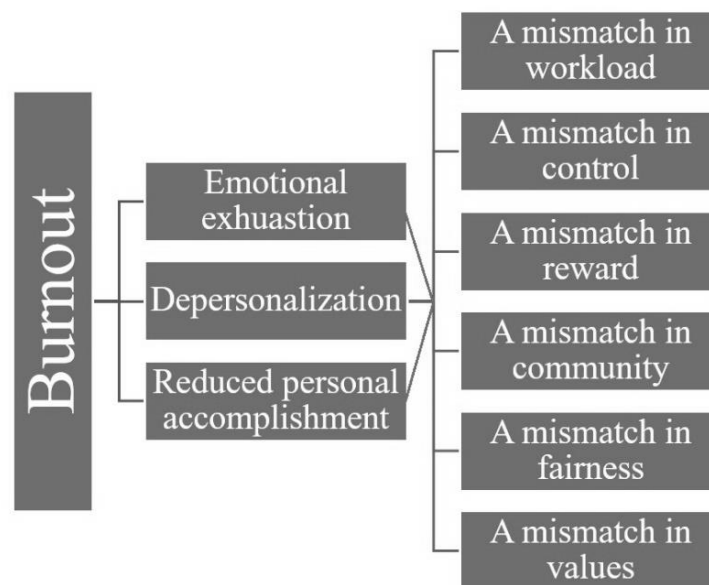 Burnout
Emotional
exhuastion
Depersonalization
Reduced personal
accomplishment
A mismatch in
workload
A mismatch in
control
A mismatch in
reward
A mismatch in
community
A mismatch in
fairness
A mismatch in
values